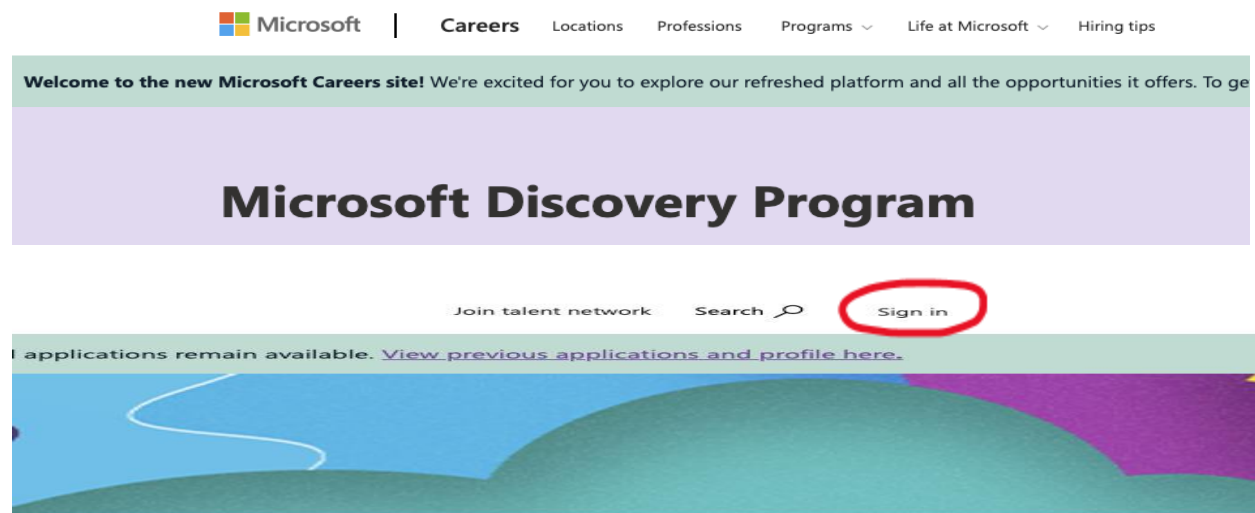 Microsoft | Careers Locations Professions Programs Life at Microsoft Hiring tips
Welcome to the new Microsoft Careers site! We're excited for you to explore our refreshed platform and all the opportunities it offers. To ge
Microsoft Discovery Program
Join talent network Search Sign in
applications remain available. View previous applications and profile here.